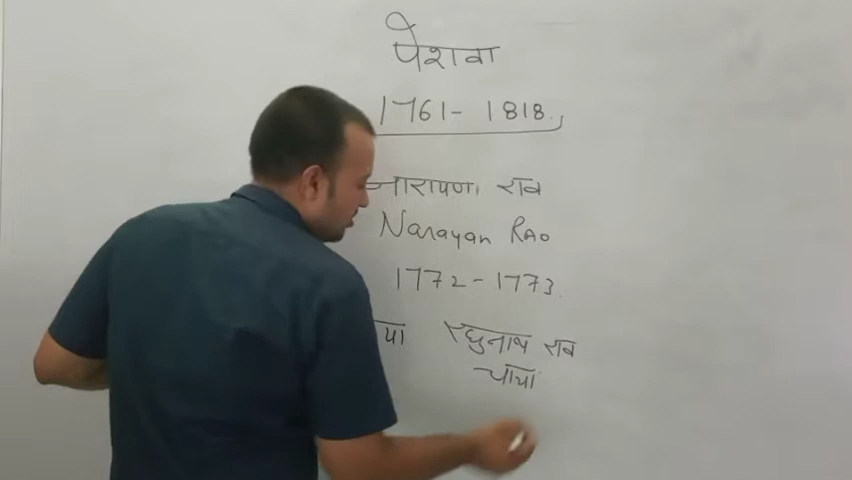 पेशवा
1761- 1818.
नारायण राव
Narayan Rao
1772-1773.
या रघुनाथ राव
चाचा